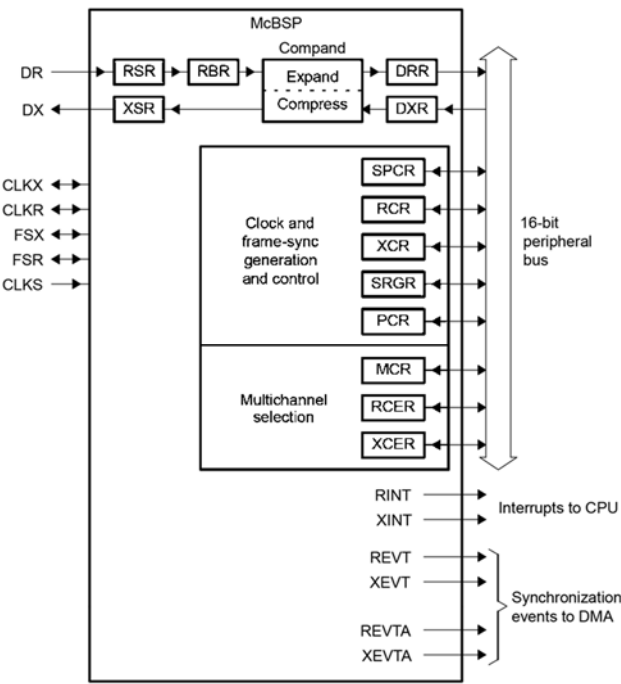 McBSP
Compand
DR RSR RBR Expand DRR
DX XSR Compress DXR
SPCR
CLKX
CLKR
FSX
FSR
CLKS
RCR
Clock and
frame-sync
generation
and control
XCR
SRGR
PCR
16-bit
peripheral
bus
MCR
Multichannel
selection
RCER
XCER
RINT
XINT
Interrupts to CPU
REVT
XEVT
Synchronization
events to DMA
REVTA
XEVTA